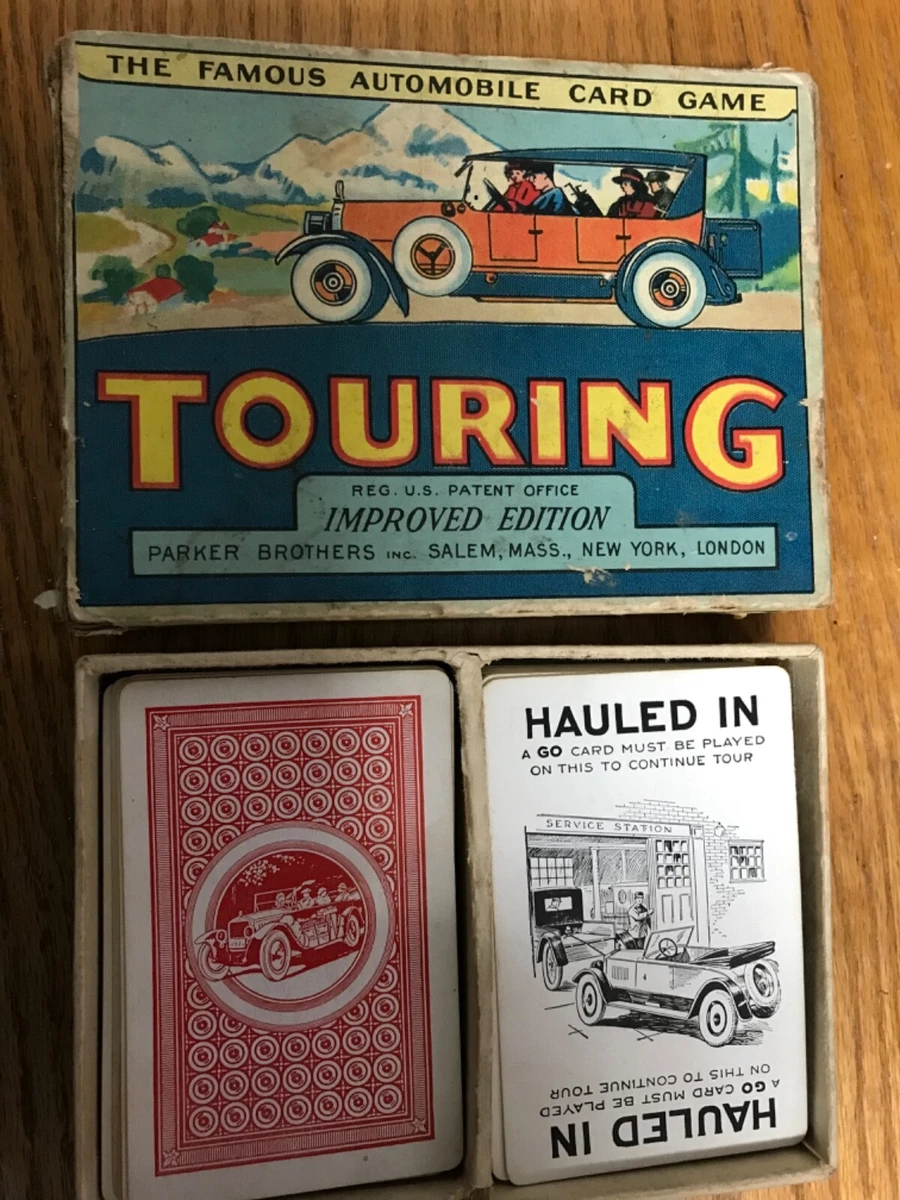 THE FAMOUS AUTOMOBILE CARD GAME
TOURING
REG. U.S. PATENT OFFICE
IMPROVED EDITION
PARKER BROTHERS INC. SALEM, MASS., NEW YORK, LONDON
HAULED IN
A GO CARD MUST BE PLAYED
ON THIS TO CONTINUE TOUR
SERVICE STATION
HAULED IN
A GO CARD MUST BE PLAYED
ON THIS TO CONTINUE TOUR